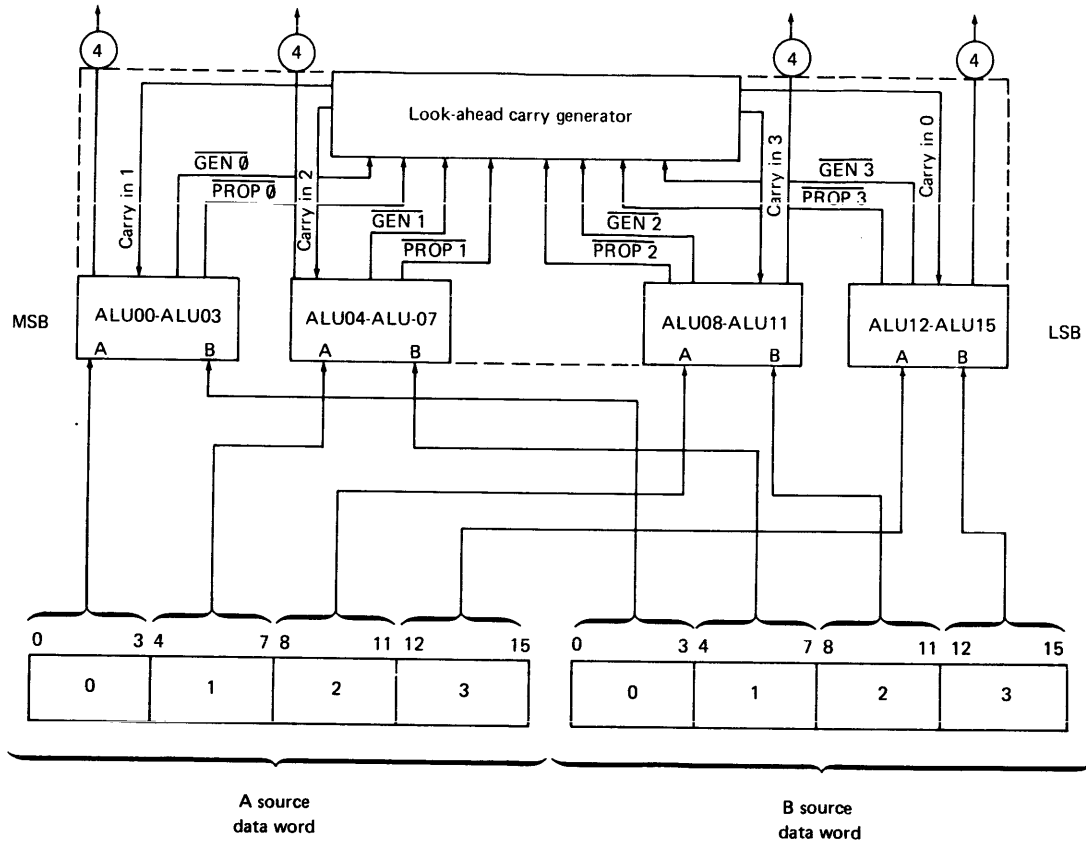 4 4 4 4
Look-ahead carry generator
Carry in 1
GEN 0
PROP 0
Carry in 2
GEN 1
PROP 1
GEN 2
PROP 2
Carry in 3
GEN 3
PROP 3
Carry in 0
MSB
ALU00-ALU03
A B
ALU04-ALU-07
A B
ALU08-ALU11
A B
ALU12-ALU15
A B
LSB
0 3 4 7 8 11 12 15
0 1 2 3
0 3 4 7 8 11 12 15
0 1 2 3
A source
data word
B source
data word